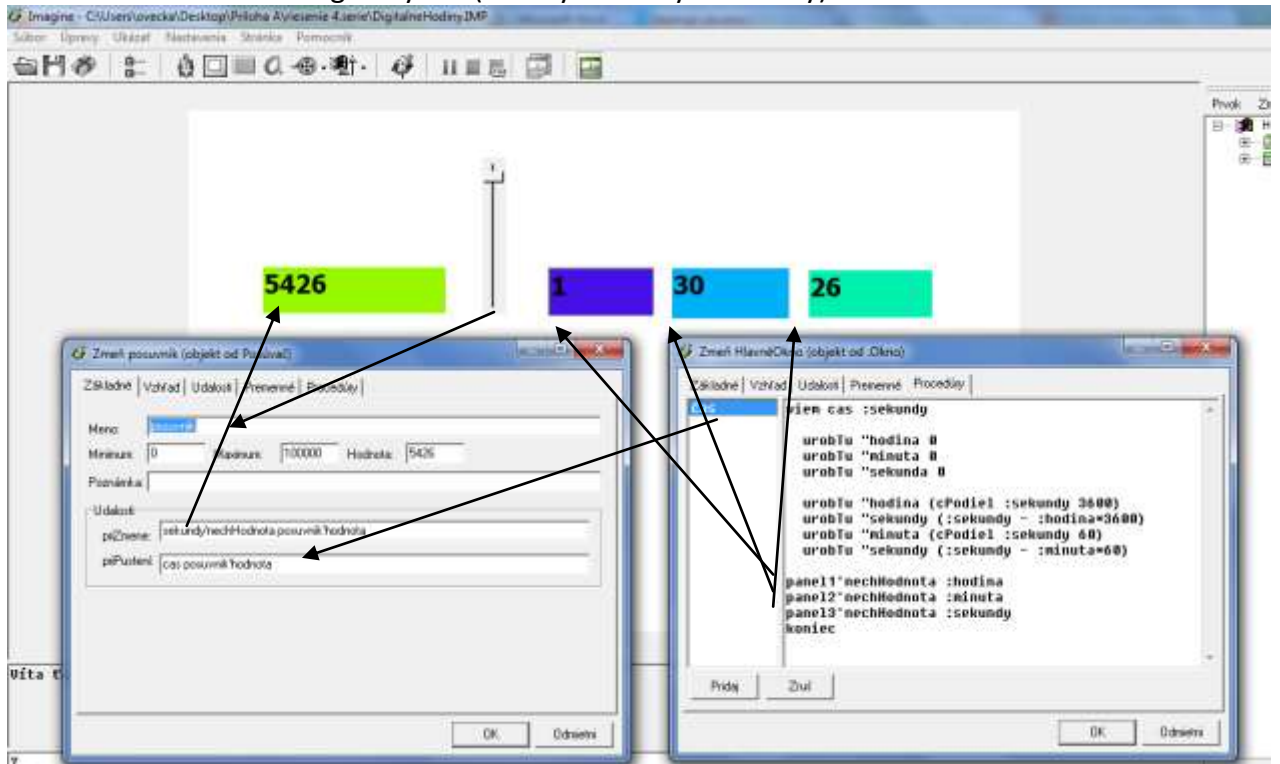 Imagine - C:\Users\ovecka\Desktop\Príloha A\riesenie 4.serie\DigitalneHodiny.IMP
Súbor Úpravy Ukázať Nastavenia Stránka Pomocník
Prvok
5426
1
30
26
Zmeň posuvník (objekt od Posúvač)
Základné Vzhľad Udalosti Premenné Procedúry
Meno:
Minimum: 0 Maximum: 100000 Hodnota: 5426
Poznámka:
Udalosti
priZmene: sekundy'nechHodnota posuvnik'hodnota
priPustení: cas posuvnik'hodnota
OK Odmietni
Zmeň HlavnéOkno (objekt od .Okno)
Základné Vzhľad Udalosti Premenné Procedúry
cas
viem cas :sekundy
urobTu "hodina 0
urobTu "minuta 0
urobTu "sekunda 0
urobTu "hodina (cPodiel :sekundy 3600)
urobTu "sekundy (:sekundy - :hodina*3600)
urobTu "minuta (cPodiel :sekundy 60)
urobTu "sekundy (:sekundy - :minuta*60)
panel1'nechHodnota :hodina
panel2'nechHodnota :minuta
panel3'nechHodnota :sekundy
koniec
Pridaj Zruš
OK Odmietni
Víta
?